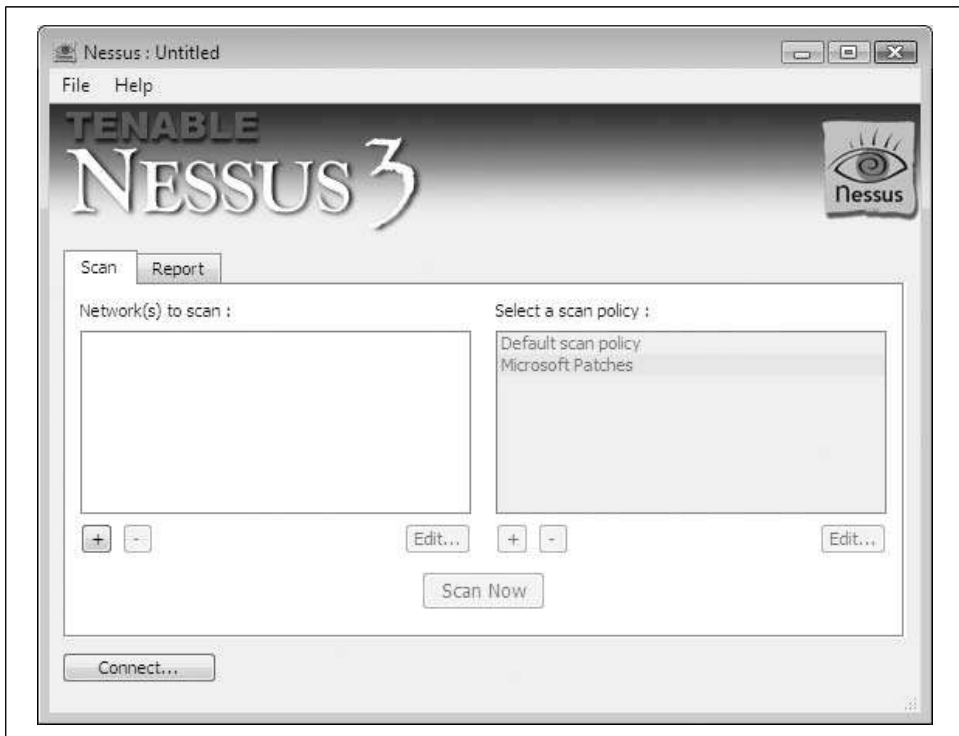 Nessus : Untitled
File Help
TENABLE
NESSUS 3
Nessus
Scan Report
Network(s) to scan :
Select a scan policy :
Default scan policy
Microsoft Patches
+ - Edit... + - Edit...
Scan Now
Connect...